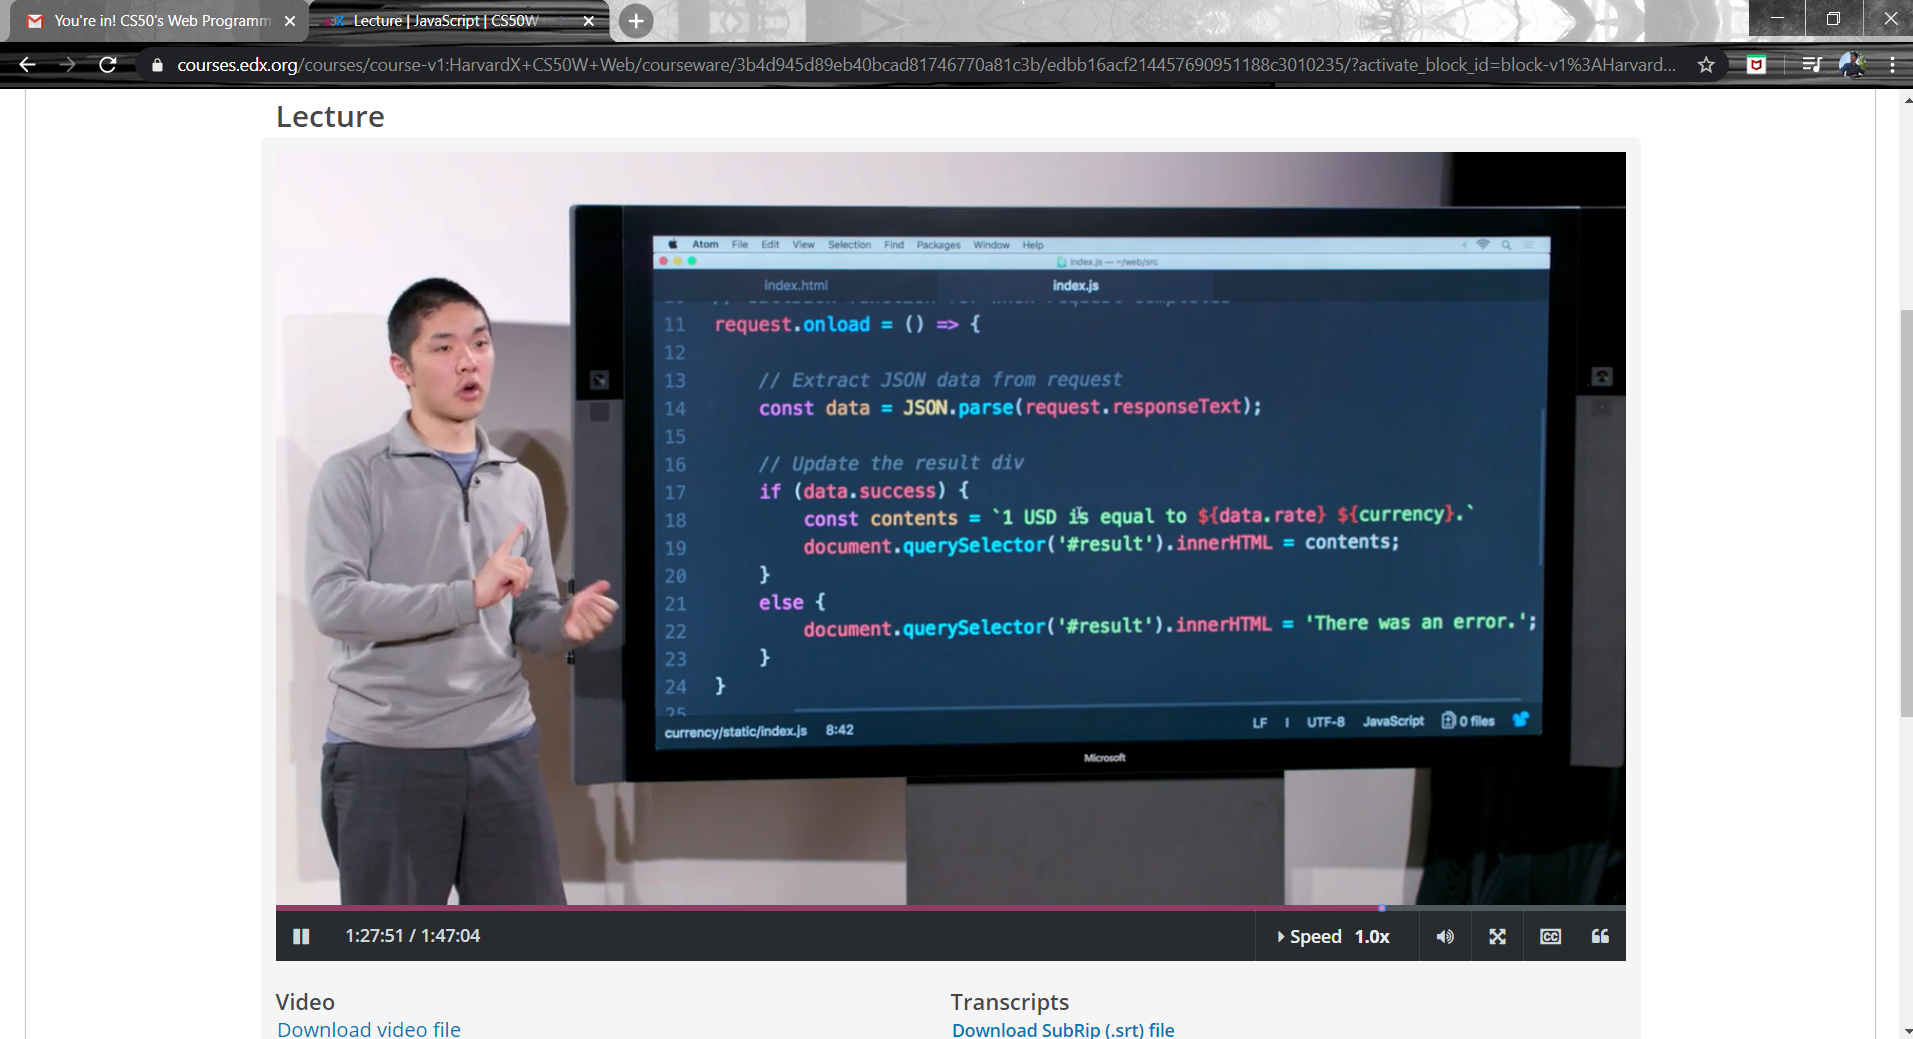 You're in! CS50's Web Programm
Lecture | JavaScript | CS50W
courses.edx.org/courses/course-v1:HarvardX+CS50W+Web/courseware/3b4d945d89eb40bcad81746770a81c3b/edbb16acf214457690951188c3010235/?activate_block_id=block-v1%3AHarvard...
Lecture
Atom File Edit View Selection Find Packages Window Help
index.js — ~/web/src
index.html index.js
11 request.onload = () => {
12
13 // Extract JSON data from request
14 const data = JSON.parse(request.responseText);
15
16 // Update the result div
17 if (data.success) {
18 const contents = `1 USD is equal to ${data.rate} ${currency}.`
19 document.querySelector('#result').innerHTML = contents;
20 }
21 else {
22 document.querySelector('#result').innerHTML = 'There was an error.';
23 }
24 }
25
currency/static/index.js 8:42 LF UTF-8 JavaScript 0 files
Microsoft
1:27:51 / 1:47:04 Speed 1.0x CC
Video Transcripts
Download video file Download SubRip (.srt) file